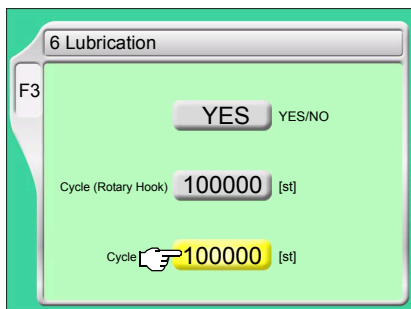 6 Lubrication
F3
YES YES/NO
Cycle (Rotary Hook) 100000 [st]
Cycle 100000 [st]